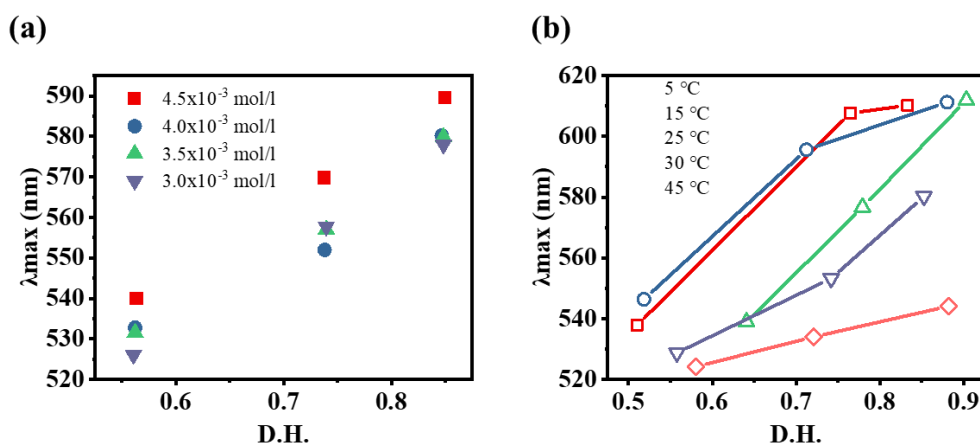 (a)
(b)
590
580
570
560
550
540
530
520
λmax (nm)
4.5x10⁻³ mol/l
4.0x10⁻³ mol/l
3.5x10⁻³ mol/l
3.0x10⁻³ mol/l
0.6 0.7 0.8
D.H.
620
600
580
560
540
520
λmax (nm)
5 °C
15 °C
25 °C
30 °C
45 °C
0.5 0.6 0.7 0.8 0.9
D.H.